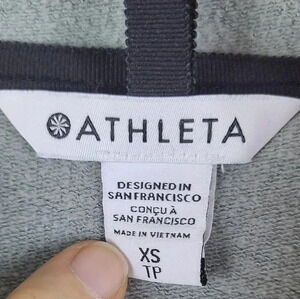 ATHLETA
DESIGNED IN
SAN FRANCISCO
CONÇU À
SAN FRANCISCO
MADE IN VIETNAM
XS
TP